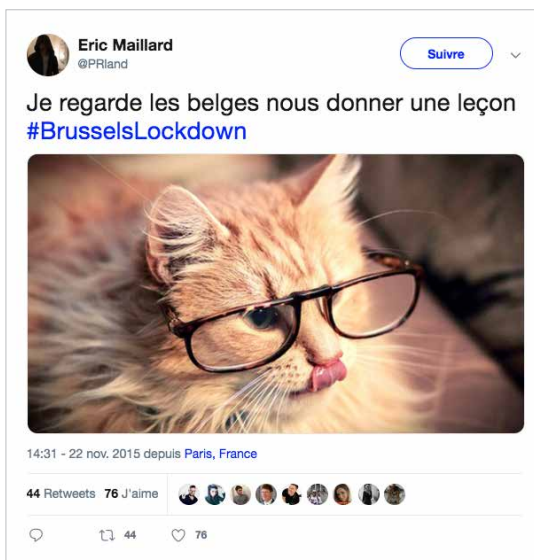 Eric Maillard
@PRland
Suivre
Je regarde les belges nous donner une leçon
#BrusselsLockdown
14:31 - 22 nov. 2015 depuis Paris, France
44 Retweets 76 J'aime
44 76